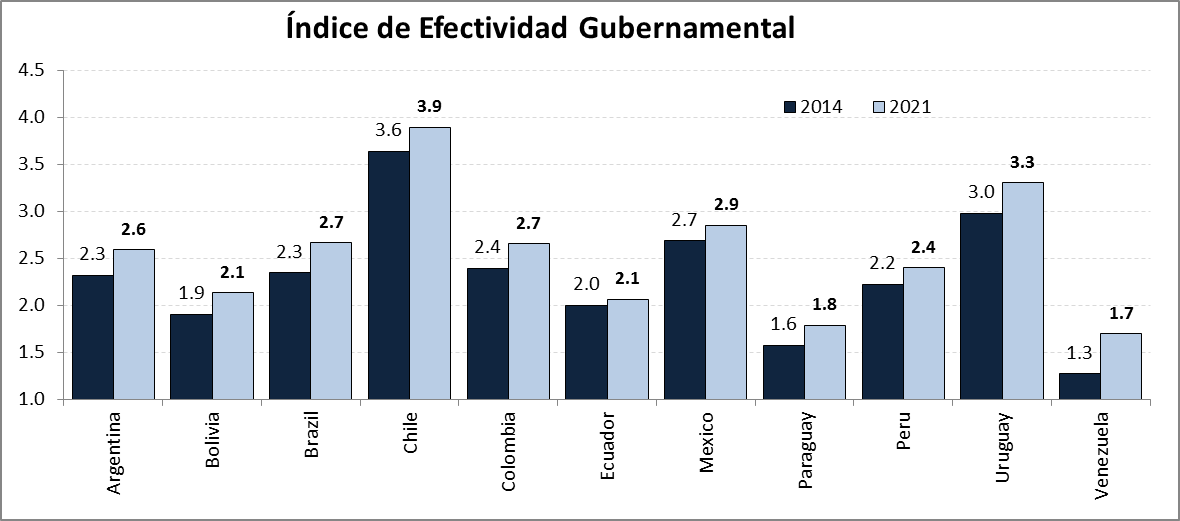 Índice de Efectividad Gubernamental
4.5
4.0
3.5
3.0
2.5
2.0
1.5
1.0
2014 2021
2.3 2.6
1.9 2.1
2.3 2.7
3.6 3.9
2.4 2.7
2.0 2.1
2.7 2.9
1.6 1.8
2.2 2.4
3.0 3.3
1.3 1.7
Argentina
Bolivia
Brazil
Chile
Colombia
Ecuador
Mexico
Paraguay
Peru
Uruguay
Venezuela